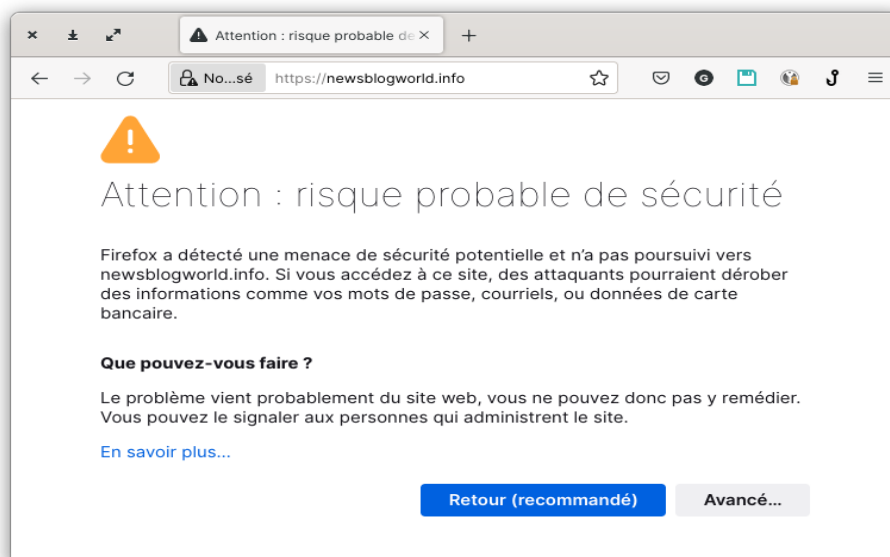 Attention : risque probable de
No...sé https://newsblogworld.info
Attention : risque probable de sécurité
Firefox a détecté une menace de sécurité potentielle et n’a pas poursuivi vers
newsblogworld.info. Si vous accédez à ce site, des attaquants pourraient dérober
des informations comme vos mots de passe, courriels, ou données de carte
bancaire.
Que pouvez-vous faire ?
Le problème vient probablement du site web, vous ne pouvez donc pas y remédier.
Vous pouvez le signaler aux personnes qui administrent le site.
En savoir plus...
Retour (recommandé) Avancé...